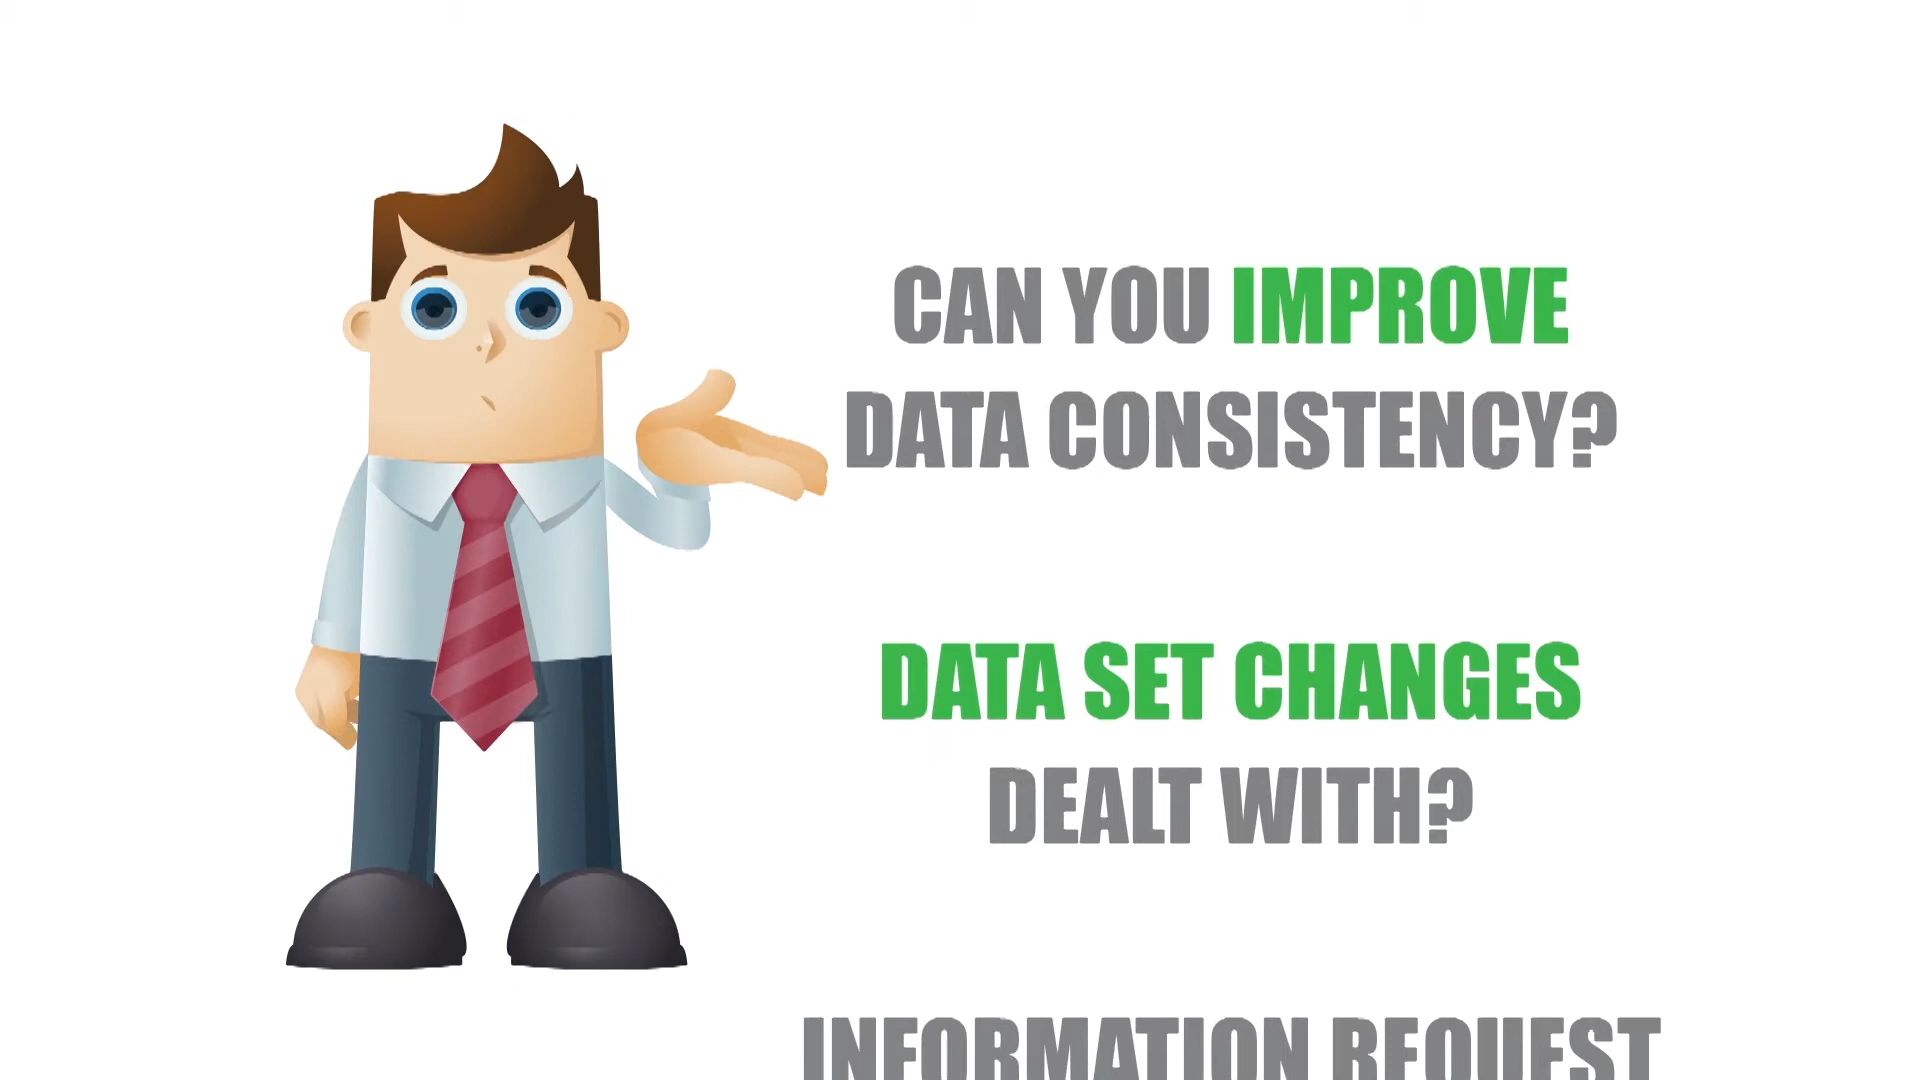 CAN YOU IMPROVE
DATA CONSISTENCY?
DATA SET CHANGES
DEALT WITH?
INFORMATION REQUEST